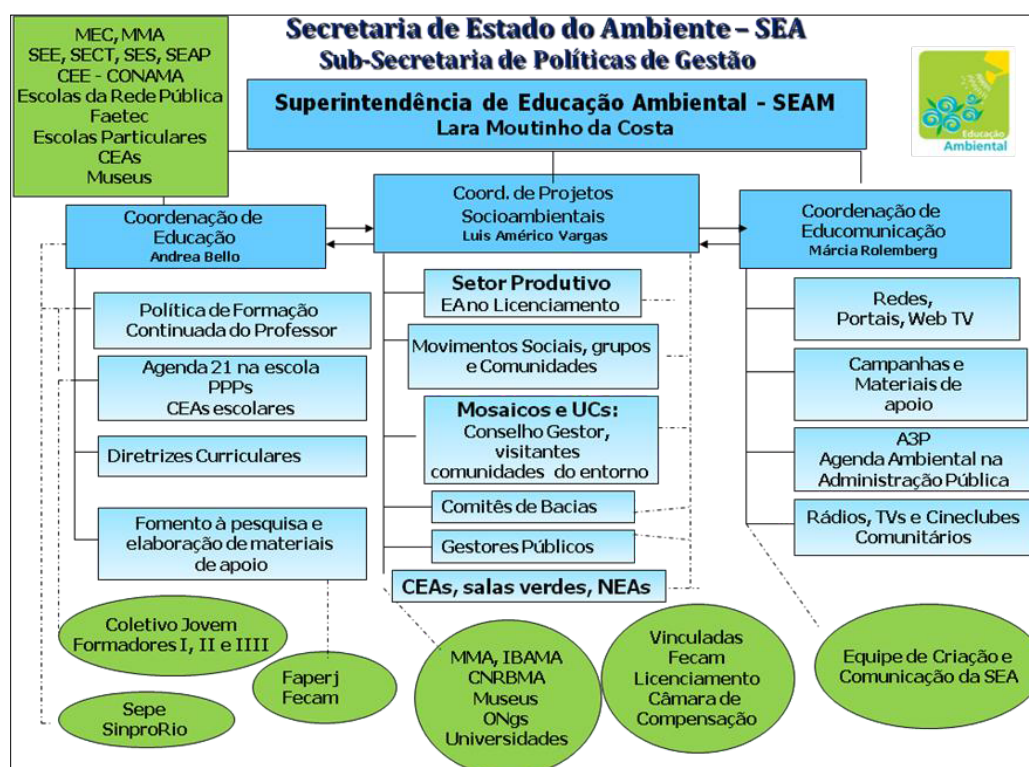 Secretaria de Estado do Ambiente – SEA
Sub-Secretaria de Políticas de Gestão
MEC, MMA
SEE, SECT, SES, SEAP
CEE - CONAMA
Escolas da Rede Pública
Faetec
Escolas Particulares
CEAs
Museus
Superintendência de Educação Ambiental - SEAM
Lara Moutinho da Costa
Educação
Ambiental
Coordenação de
Educação
Andrea Bello
Coord. de Projetos
Socioambientais
Luis Américo Vargas
Coordenação de
Educomunicação
Márcia Rolemberg
Política de Formação
Continuada do Professor
Agenda 21 na escola
PPPs
CEAs escolares
Diretrizes Curriculares
Fomento à pesquisa e
elaboração de materiais
de apoio
Setor Produtivo
EA no Licenciamento
Movimentos Sociais, grupos
e Comunidades
Mosaicos e UCs:
Conselho Gestor,
visitantes
comunidades do entorno
Comitês de Bacias
Gestores Públicos
CEAs, salas verdes, NEAs
Redes,
Portais, Web TV
Campanhas e
Materiais de
apoio
A3P
Agenda Ambiental na
Administração Pública
Rádios, TVs e Cineclubes
Comunitários
Coletivo Jovem
Formadores I, II e IIII
Sepe
SinproRio
Faperj
Fecam
MMA, IBAMA
CNRBMA
Museus
ONgs
Universidades
Vinculadas
Fecam
Licenciamento
Câmara de
Compensação
Equipe de Criação e
Comunicação da SEA